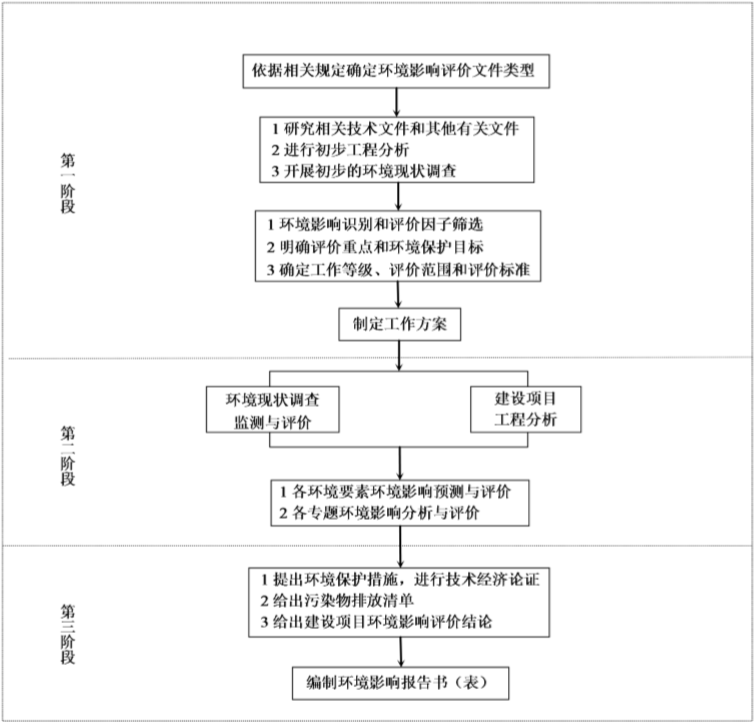 依据相关规定确定环境影响评价文件类型
第一阶段
1 研究相关技术文件和其他有关文件
2 进行初步工程分析
3 开展初步的环境现状调查
1 环境影响识别和评价因子筛选
2 明确评价重点和环境保护目标
3 确定工作等级、评价范围和评价标准
制定工作方案
第二阶段
环境现状调查
监测与评价
建设项目
工程分析
1 各环境要素环境影响预测与评价
2 各专题环境影响分析与评价
第三阶段
1 提出环境保护措施，进行技术经济论证
2 给出污染物排放清单
3 给出建设项目环境影响评价结论
编制环境影响报告书（表）